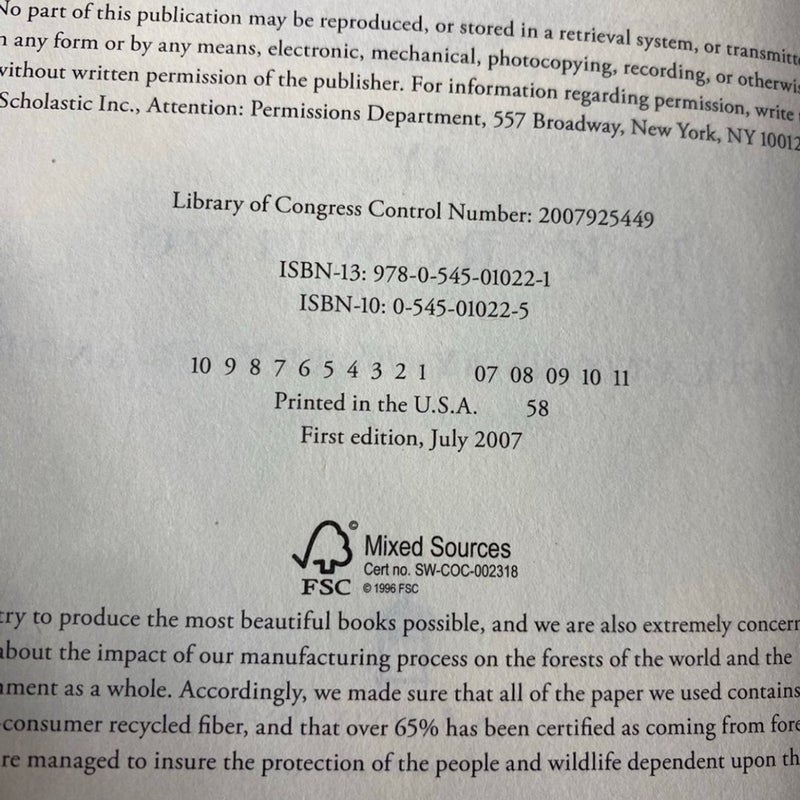 No part of this publication may be reproduced, or stored in a retrieval system, or transmitte
n any form or by any means, electronic, mechanical, photocopying, recording, or otherwis
vithout written permission of the publisher. For information regarding permission, write t
Scholastic Inc., Attention: Permissions Department, 557 Broadway, New York, NY 10012
Library of Congress Control Number: 2007925449
ISBN-13: 978-0-545-01022-1
ISBN-10: 0-545-01022-5
10 9 8 7 6 5 4 3 2 1 07 08 09 10 11
Printed in the U.S.A. 58
First edition, July 2007
©
Mixed Sources
Cert no. SW-COC-002318
FSC © 1996 FSC
try to produce the most beautiful books possible, and we are also extremely concern
about the impact of our manufacturing process on the forests of the world and the
nment as a whole. Accordingly, we made sure that all of the paper we used contains
-consumer recycled fiber, and that over 65% has been certified as coming from fore
re managed to insure the protection of the people and wildlife dependent upon th